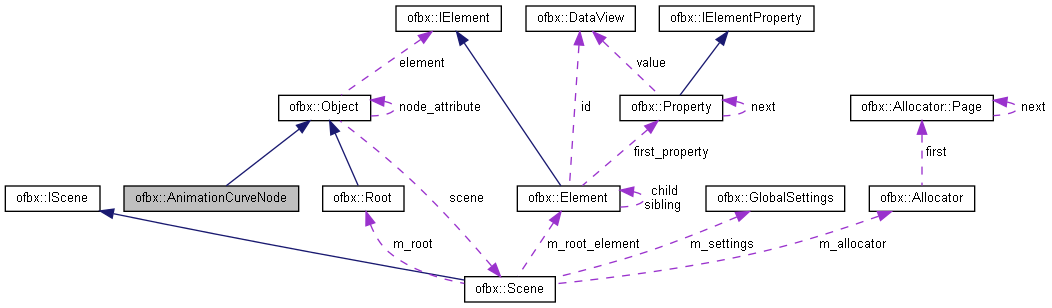 ofbx::IElement
ofbx::DataView
ofbx::IElementProperty
element
value
ofbx::Object
node_attribute
id
ofbx::Property
next
ofbx::Allocator::Page
next
first_property
first
ofbx::IScene
ofbx::AnimationCurveNode
ofbx::Root
scene
ofbx::Element
child
sibling
ofbx::GlobalSettings
ofbx::Allocator
m_root
m_root_element
m_settings
m_allocator
ofbx::Scene